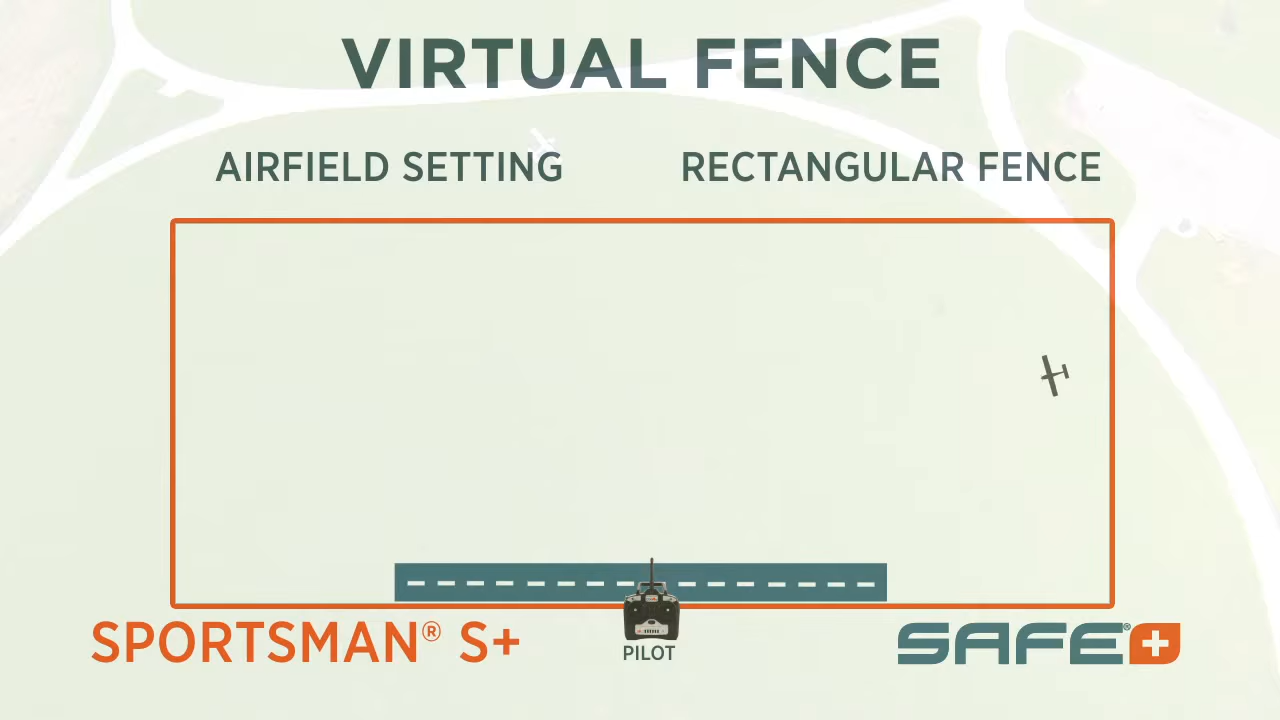 VIRTUAL FENCE
AIRFIELD SETTING
RECTANGULAR FENCE
SPORTSMAN® S+
PILOT
SAFE®+